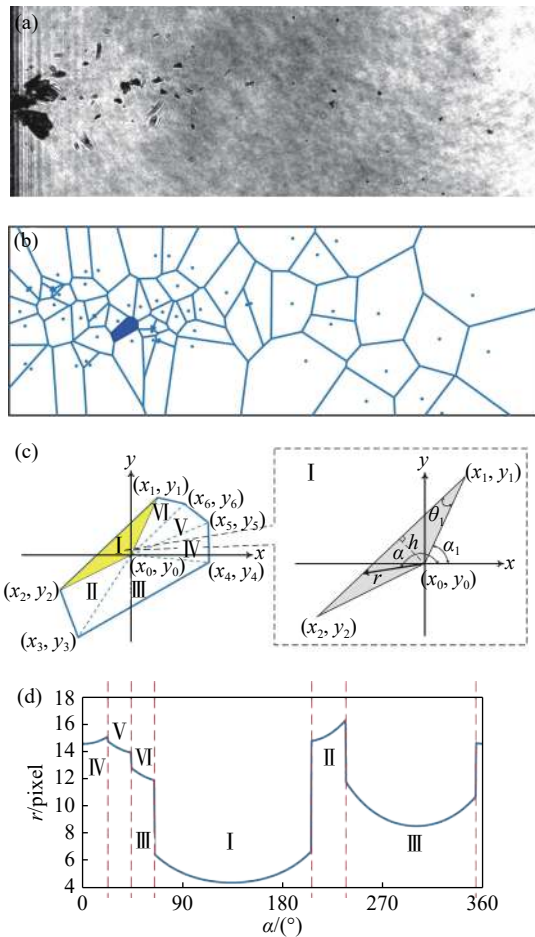 (a)
(b)
(c)
y
(x₁, y₁)
(x₆, y₆)
Ⅵ
Ⅴ
(x₅, y₅)
Ⅰ
Ⅳ
x
(x₀, y₀)
(x₄, y₄)
(x₂, y₂)
Ⅱ
Ⅲ
(x₃, y₃)
Ⅰ
y
(x₁, y₁)
θ₁
h
α
α₁
r
(x₀, y₀)
x
(x₂, y₂)
(d)
r/pixel
18
16
14
12
10
8
6
4
Ⅴ
Ⅳ
Ⅵ
Ⅲ
Ⅰ
Ⅱ
Ⅲ
0
90
180
270
360
α/(°)